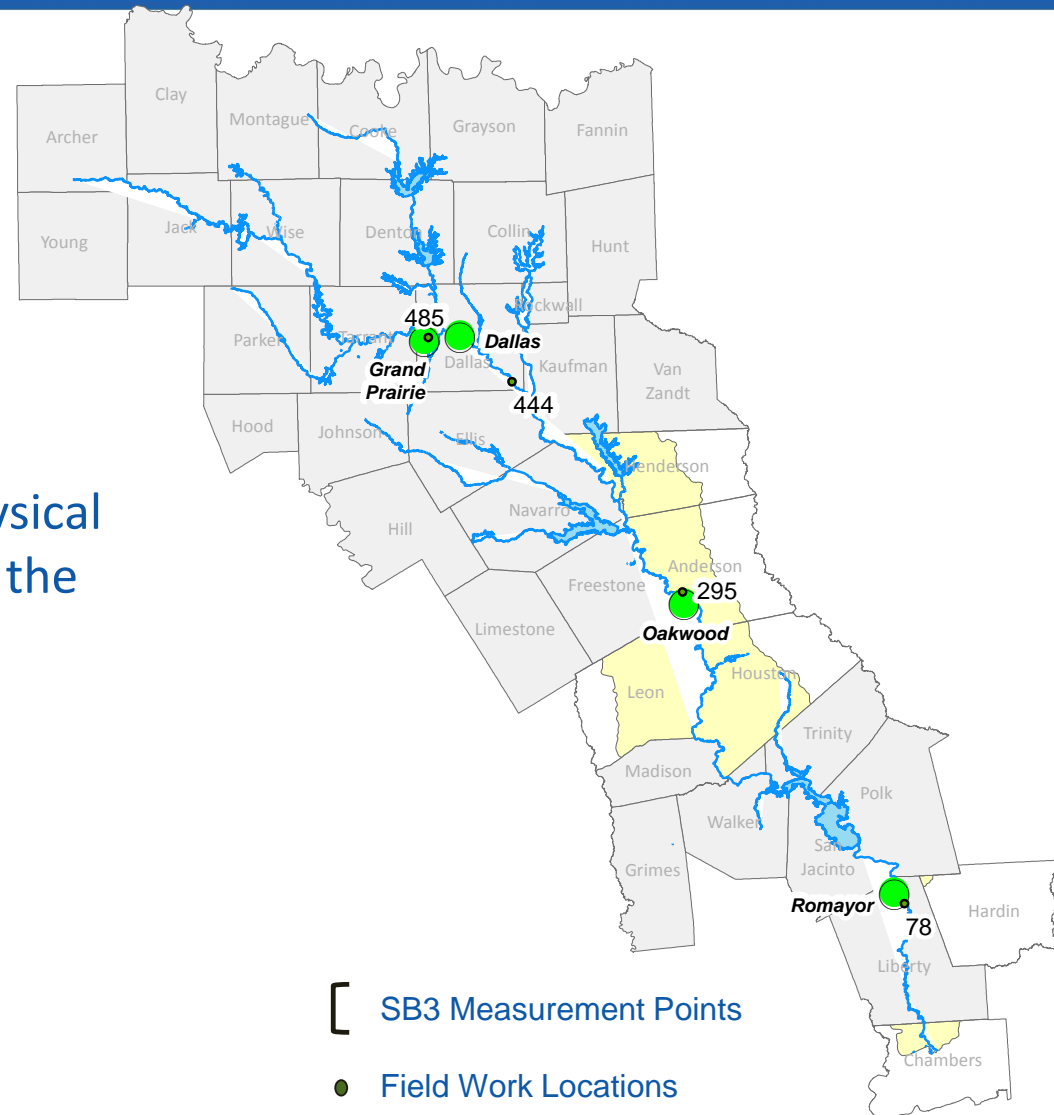 Clay
Montague
Cooke
Grayson
Fannin
Archer
Young
Jack
Wise
Denton
Collin
Hunt
Rockwall
485
Parker
Tarrant
Dallas
Dallas
Kaufman
Van
Zandt
Grand
Prairie
444
Hood
Johnson
Ellis
Henderson
ysical
the
Hill
Navarro
Anderson
Freestone
295
Oakwood
Limestone
Houston
Leon
Trinity
Madison
Polk
Walker
San
Jacinto
Grimes
Romayor
78
Hardin
Liberty
SB3 Measurement Points
Chambers
Field Work Locations